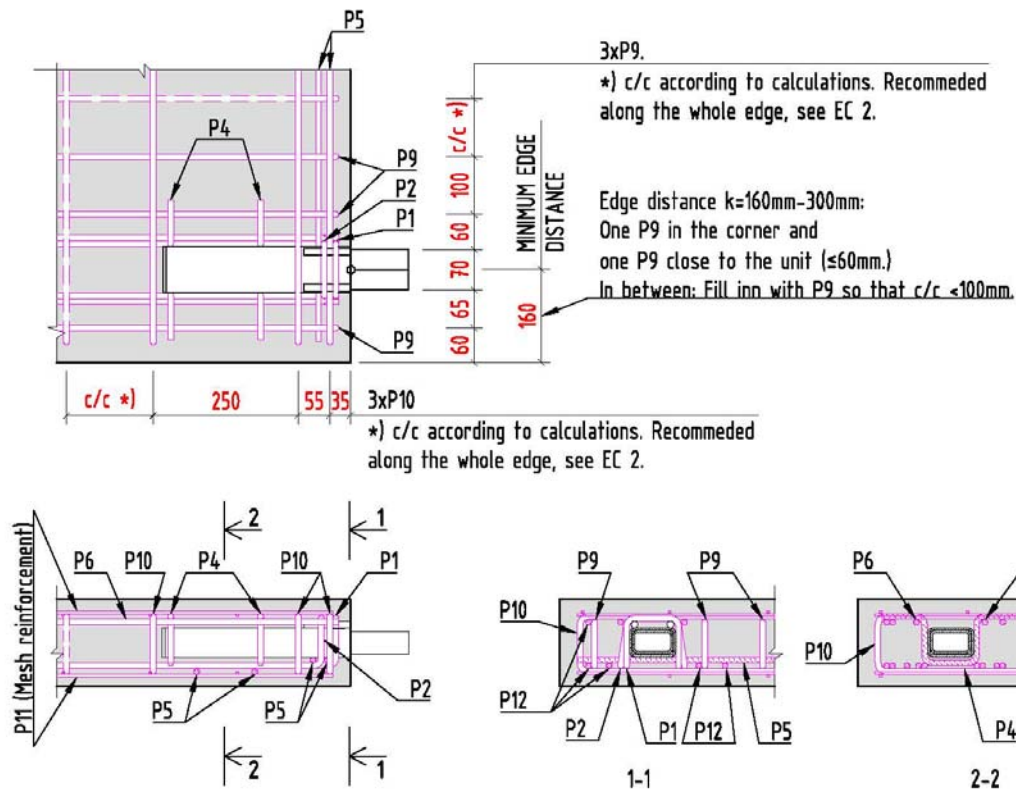 P5
3xP9.
*) c/c according to calculations. Recommeded
along the whole edge, see EC 2.
P4
c/c *)
P9
100
P2
MINIMUM EDGE
DISTANCE
P1
60
Edge distance k=160mm-300mm:
One P9 in the corner and
one P9 close to the unit (≤60mm.)
In between: Fill inn with P9 so that c/c <100mm.
70
65
160
P9
60
c/c *)
250
55
35
3xP10
*) c/c according to calculations. Recommeded
along the whole edge, see EC 2.
2
1
P11 (Mesh reinforcement)
P6
P10
P4
P10
P1
P2
P5
P5
2
1
P9
P9
P10
P12
P2
P1
P12
P5
1-1
P6
P10
P4
2-2